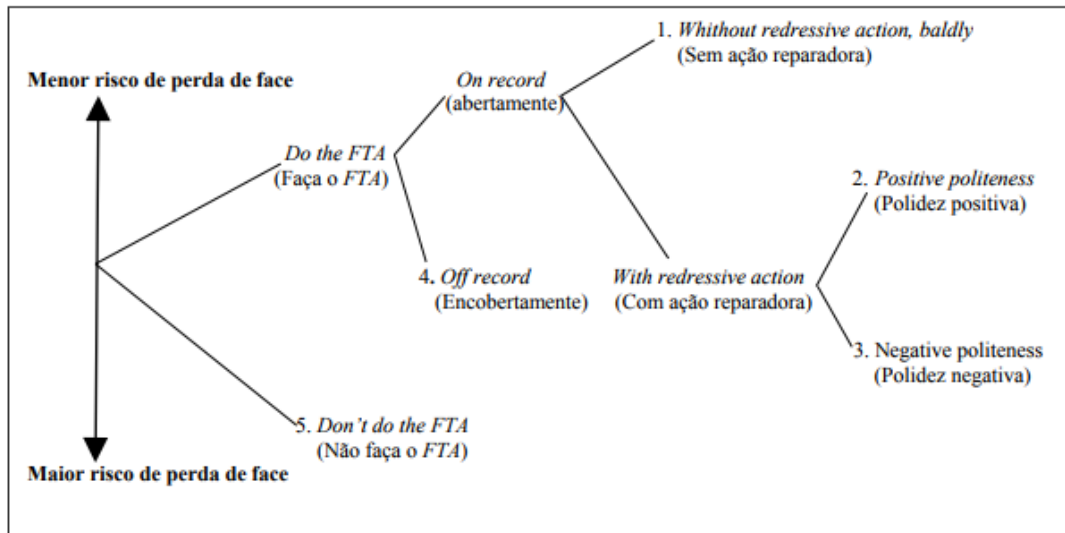 1. Whithout redressive action, baldly
(Sem ação reparadora)
Menor risco de perda de face
On record
(abertamente)
Do the FTA
(Faça o FTA)
2. Positive politeness
(Polidez positiva)
4. Off record
(Encobertamente)
With redressive action
(Com ação reparadora)
3. Negative politeness
(Polidez negativa)
5. Don't do the FTA
(Não faça o FTA)
Maior risco de perda de face